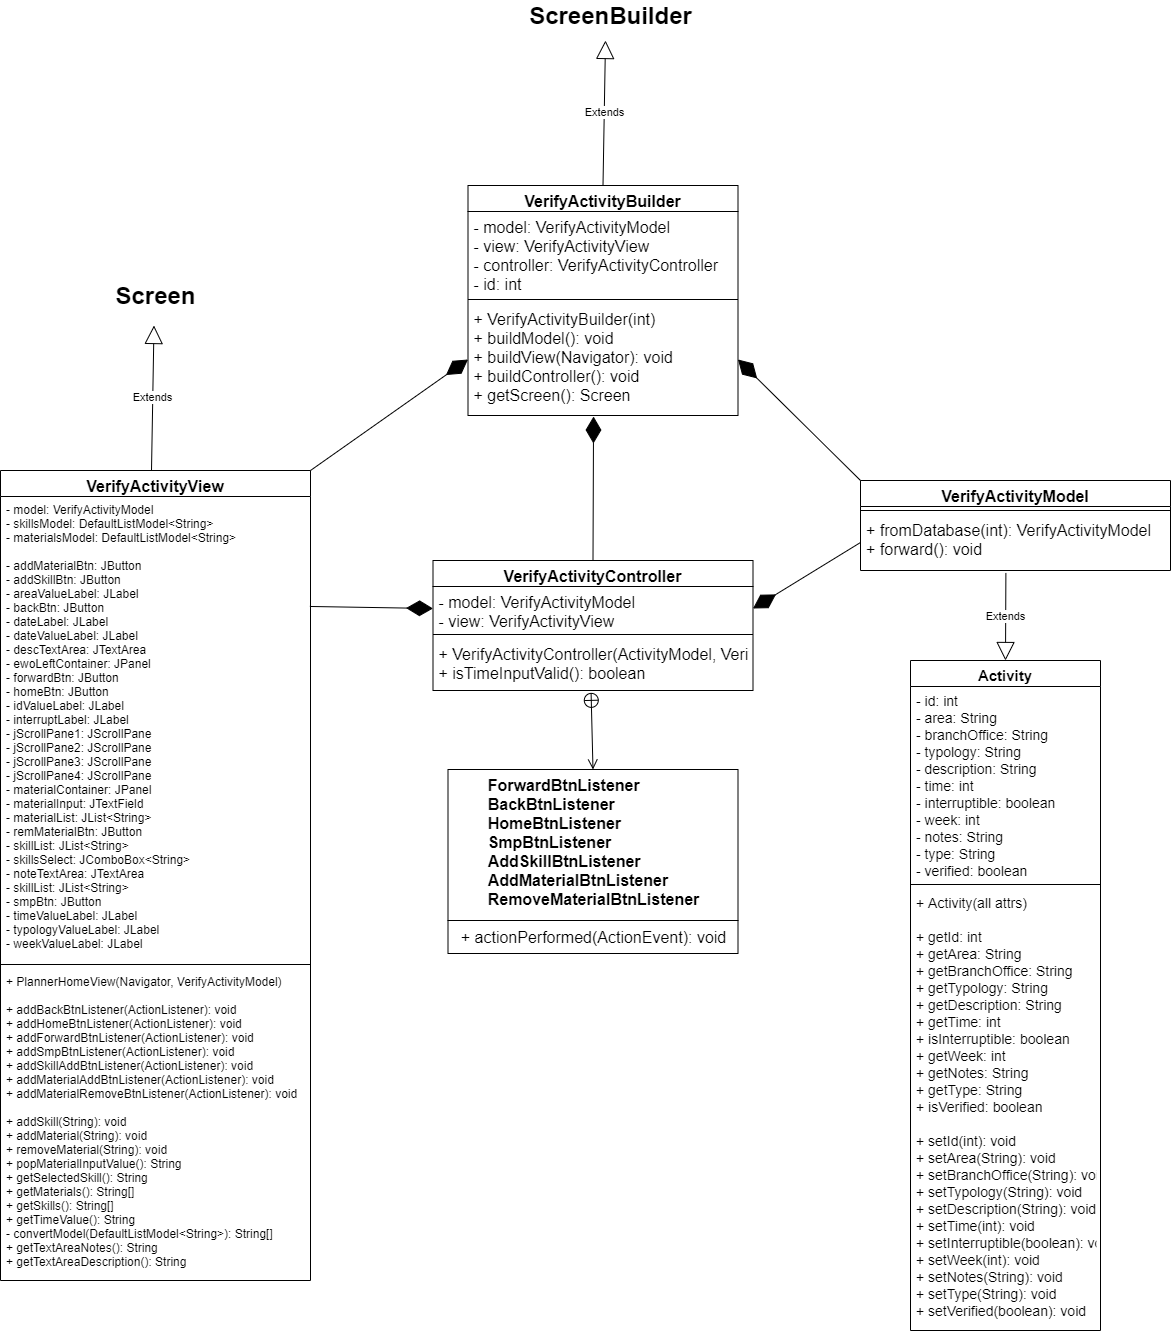 ScreenBuilder
Extends
VerifyActivityBuilder
- model: VerifyActivityModel
- view: VerifyActivityView
- controller: VerifyActivityController
- id: int
+ VerifyActivityBuilder(int)
+ buildModel(): void
+ buildView(Navigator): void
+ buildController(): void
+ getScreen(): Screen
Screen
Extends
VerifyActivityView
- model: VerifyActivityModel
- skillsModel: DefaultListModel<String>
- materialsModel: DefaultListModel<String>
- addMaterialBtn: JButton
- addSkillBtn: JButton
- areaValueLabel: JLabel
- backBtn: JButton
- dateLabel: JLabel
- dateValueLabel: JLabel
- descTextArea: JTextArea
- ewoLeftContainer: JPanel
- forwardBtn: JButton
- homeBtn: JButton
- idValueLabel: JLabel
- interruptLabel: JLabel
- jScrollPane1: JScrollPane
- jScrollPane2: JScrollPane
- jScrollPane3: JScrollPane
- jScrollPane4: JScrollPane
- materialContainer: JPanel
- materialInput: JTextField
- materialList: JList<String>
- remMaterialBtn: JButton
- skillList: JList<String>
- skillsSelect: JComboBox<String>
- noteTextArea: JTextArea
- skillList: JList<String>
- smpBtn: JButton
- timeValueLabel: JLabel
- typologyValueLabel: JLabel
- weekValueLabel: JLabel
+ PlannerHomeView(Navigator, VerifyActivityModel)
+ addBackBtnListener(ActionListener): void
+ addHomeBtnListener(ActionListener): void
+ addForwardBtnListener(ActionListener): void
+ addSmpBtnListener(ActionListener): void
+ addSkillAddBtnListener(ActionListener): void
+ addMaterialAddBtnListener(ActionListener): void
+ addMaterialRemoveBtnListener(ActionListener): void
+ addSkill(String): void
+ addMaterial(String): void
+ removeMaterial(String): void
+ popMaterialInputValue(): String
+ getSelectedSkill(): String
+ getMaterials(): String[]
+ getSkills(): String[]
+ getTimeValue(): String
- convertModel(DefaultListModel<String>): String[]
+ getTextAreaNotes(): String
+ getTextAreaDescription(): String
VerifyActivityController
- model: VerifyActivityModel
- view: VerifyActivityView
+ VerifyActivityController(ActivityModel, Veri
+ isTimeInputValid(): boolean
ForwardBtnListener
BackBtnListener
HomeBtnListener
SmpBtnListener
AddSkillBtnListener
AddMaterialBtnListener
RemoveMaterialBtnListener
+ actionPerformed(ActionEvent): void
VerifyActivityModel
+ fromDatabase(int): VerifyActivityModel
+ forward(): void
Extends
Activity
- id: int
- area: String
- branchOffice: String
- typology: String
- description: String
- time: int
- interruptible: boolean
- week: int
- notes: String
- type: String
- verified: boolean
+ Activity(all attrs)
+ getId: int
+ getArea: String
+ getBranchOffice: String
+ getTypology: String
+ getDescription: String
+ getTime: int
+ isInterruptible: boolean
+ getWeek: int
+ getNotes: String
+ getType: String
+ isVerified: boolean
+ setId(int): void
+ setArea(String): void
+ setBranchOffice(String): vo
+ setTypology(String): void
+ setDescription(String): void
+ setTime(int): void
+ setInterruptible(boolean): v
+ setWeek(int): void
+ setNotes(String): void
+ setType(String): void
+ setVerified(boolean): void